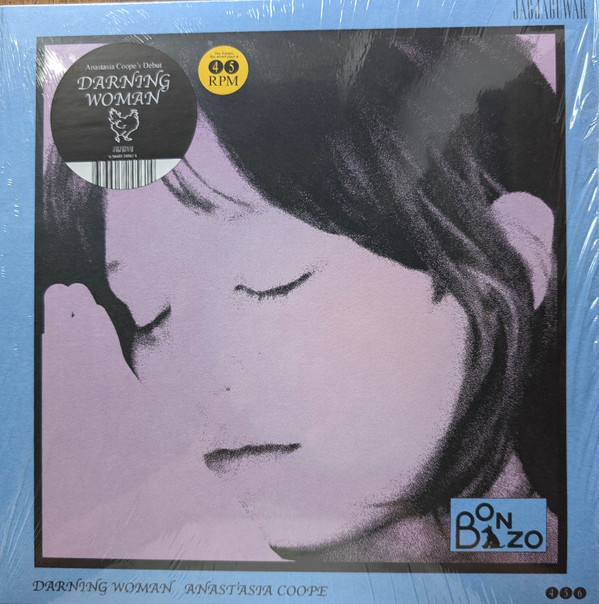 JAGJAGUWAR
Anastasia Coope's Debut
DARNING
WOMAN
45
RPM
BONZO
DARNING WOMAN ANASTASIA COOPE
456